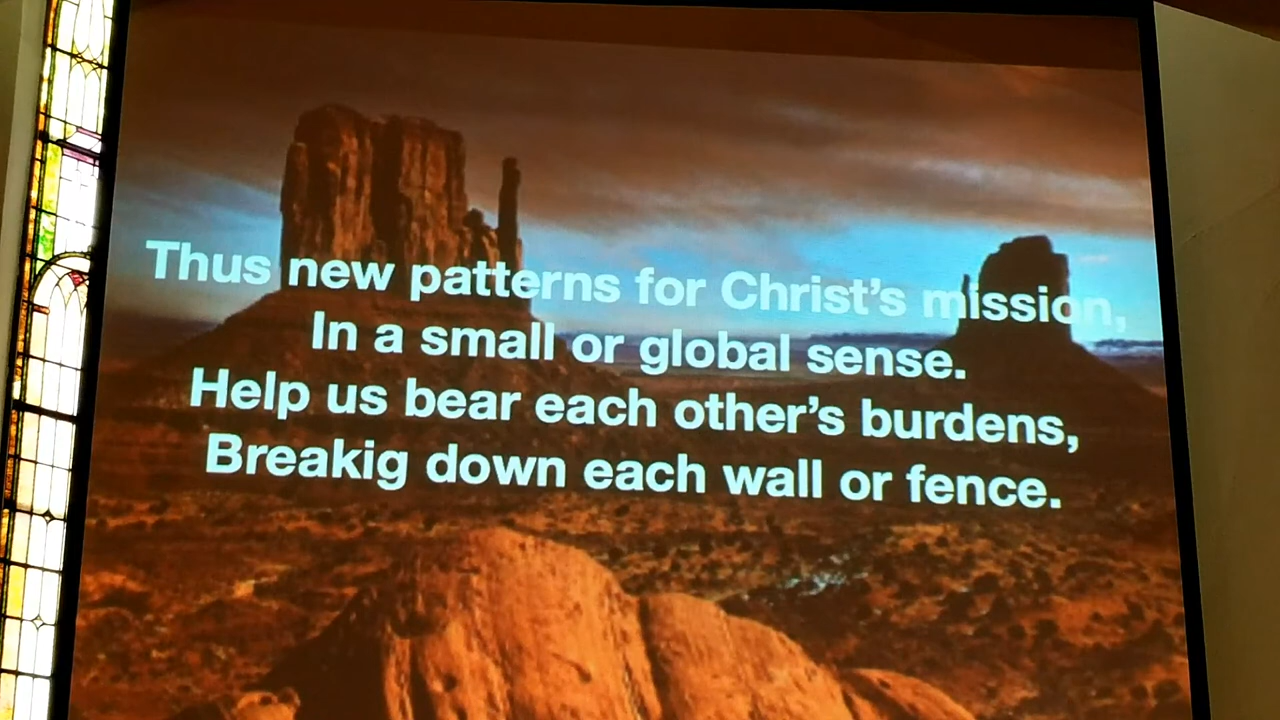 Thus new patterns for Christ's mission,
In a small or global sense.
Help us bear each other's burdens,
Breakig down each wall or fence.